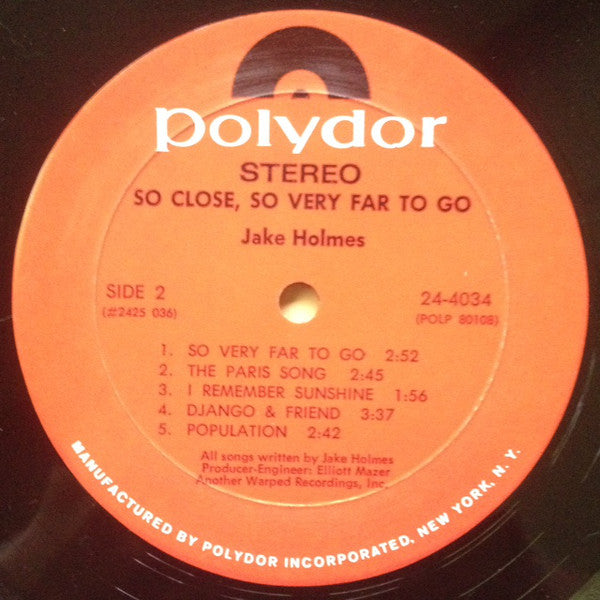 polydor
STEREO
SO CLOSE, SO VERY FAR TO GO
Jake Holmes
SIDE 2
24-4034
(#2425 036)
(POLP 80108)
1. SO VERY FAR TO GO 2:52
2. THE PARIS SONG 2:45
3. I REMEMBER SUNSHINE 1:56
4. DJANGO & FRIEND 3:37
5. POPULATION 2:42
All songs written by Jake Holmes
Producer-Engineer: Elliott Mazer
Another Warped Recordings, Inc.
MANUFACTURED BY POLYDOR INCORPORATED, NEW YORK, N. Y.